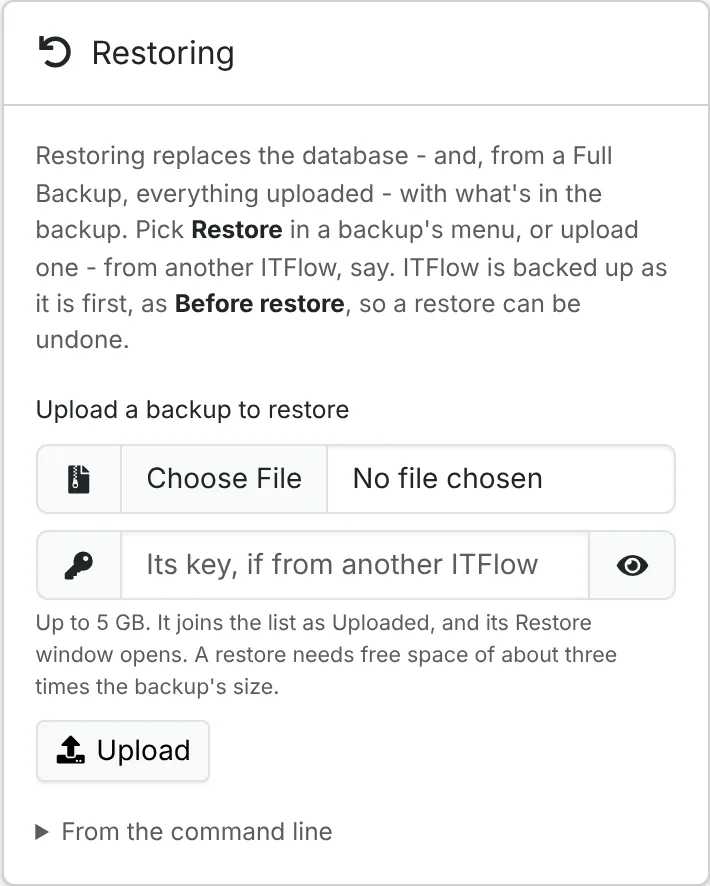 Restoring
Restoring replaces the database - and, from a Full
Backup, everything uploaded - with what's in the
backup. Pick Restore in a backup's menu, or upload
one - from another ITFlow, say. ITFlow is backed up as
it is first, as Before restore, so a restore can be
undone.
Upload a backup to restore
Choose File No file chosen
Its key, if from another ITFlow
Up to 5 GB. It joins the list as Uploaded, and its Restore
window opens. A restore needs free space of about three
times the backup's size.
Upload
From the command line